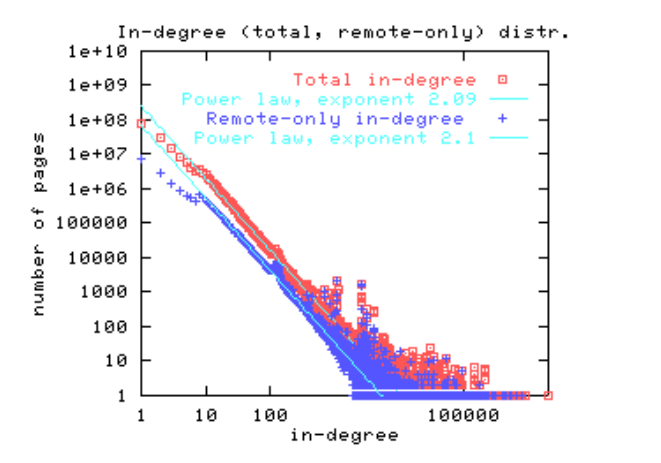 In-degree (total, remote-only) distr.
1e+10
1e+09
1e+08
1e+07
1e+06
100000
10000
1000
100
10
1
number of pages
Total in-degree
Power law, exponent 2.09
Remote-only in-degree
Power law, exponent 2.1
1 10 100 100000
in-degree